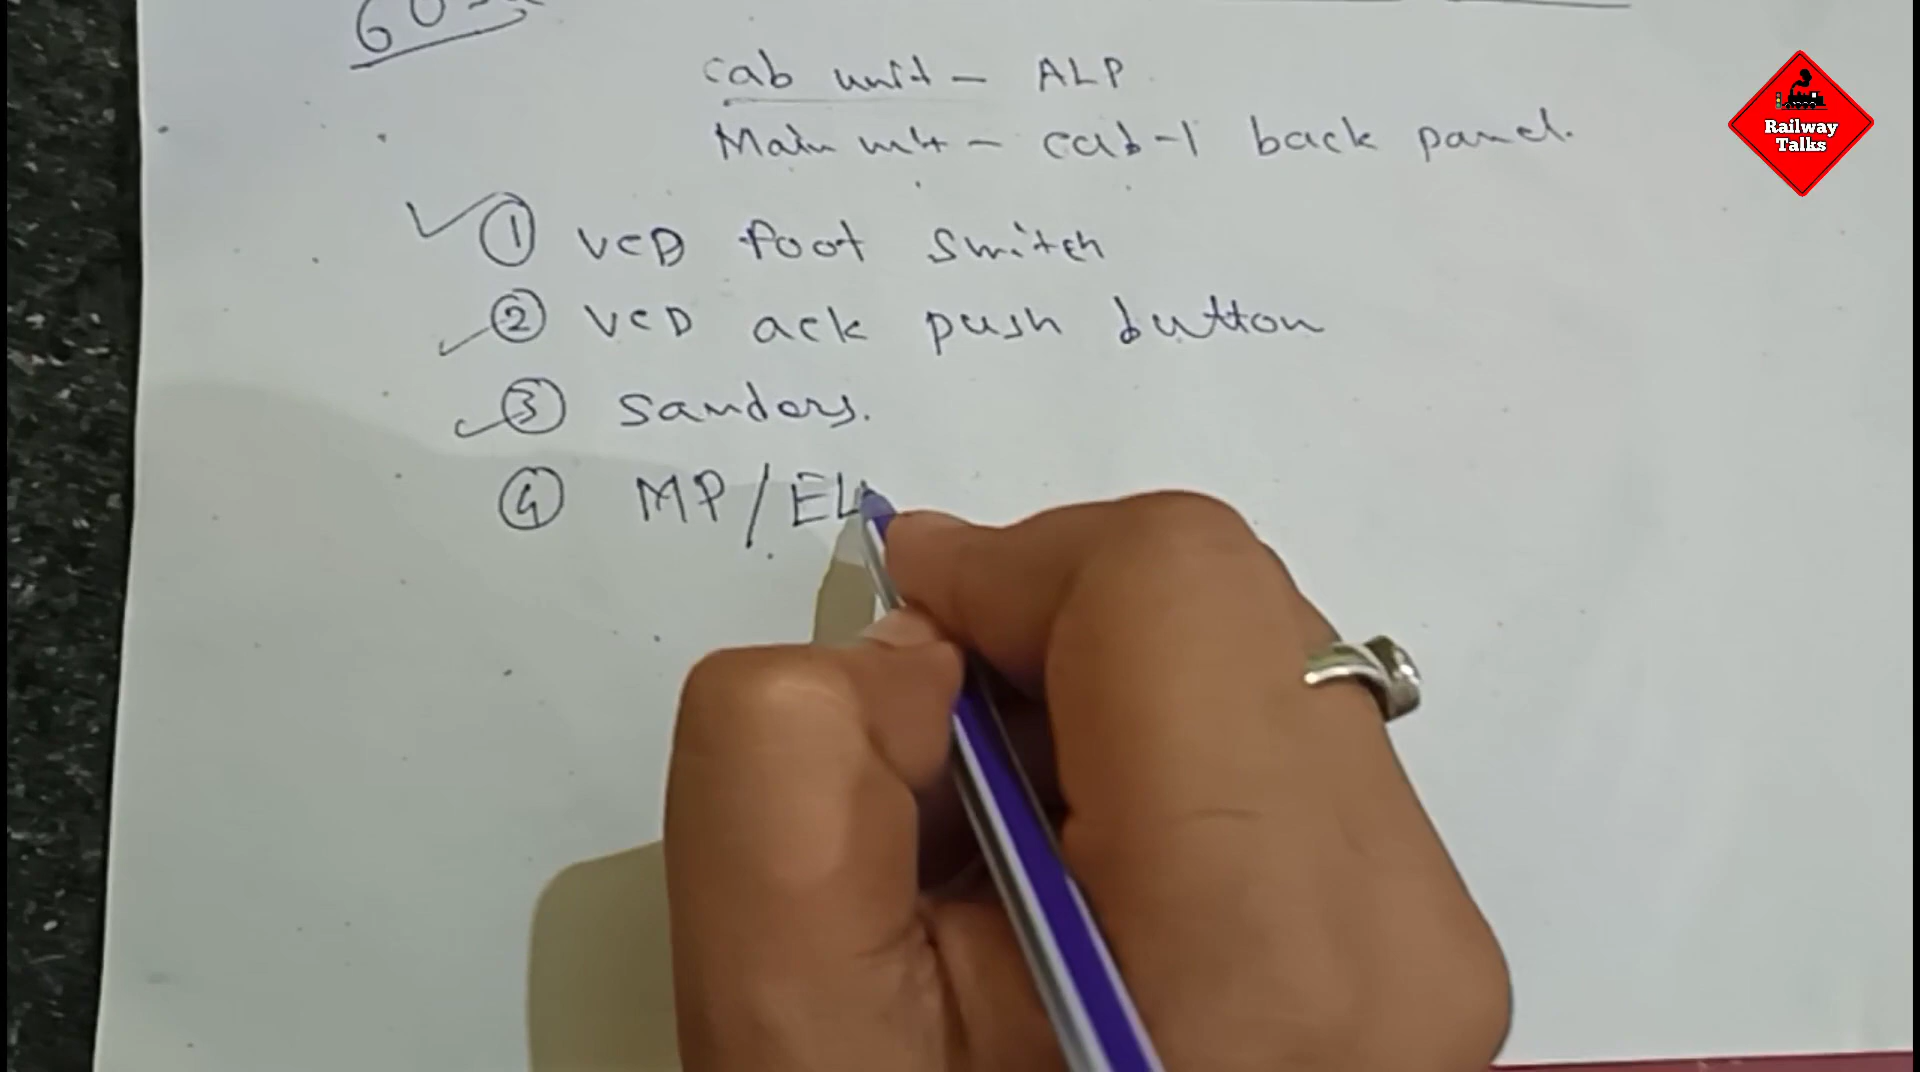 60
cab unit - ALP
Main unit - cab-1 back panel.
① VCD foot switch
② VCD ack push button
③ Sanders.
④ MP/EL
Railway
Talks